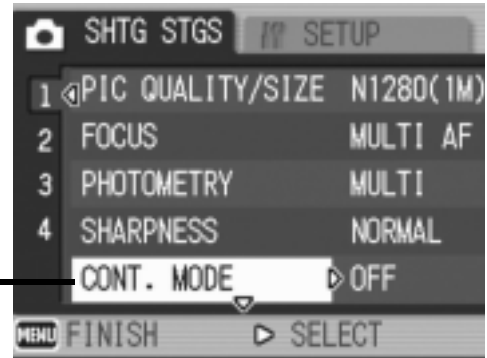 SHTG STGS SETUP
1 PIC QUALITY/SIZE N1280(1M)
2 FOCUS MULTI AF
3 PHOTOMETRY MULTI
4 SHARPNESS NORMAL
CONT. MODE OFF
MENU FINISH SELECT